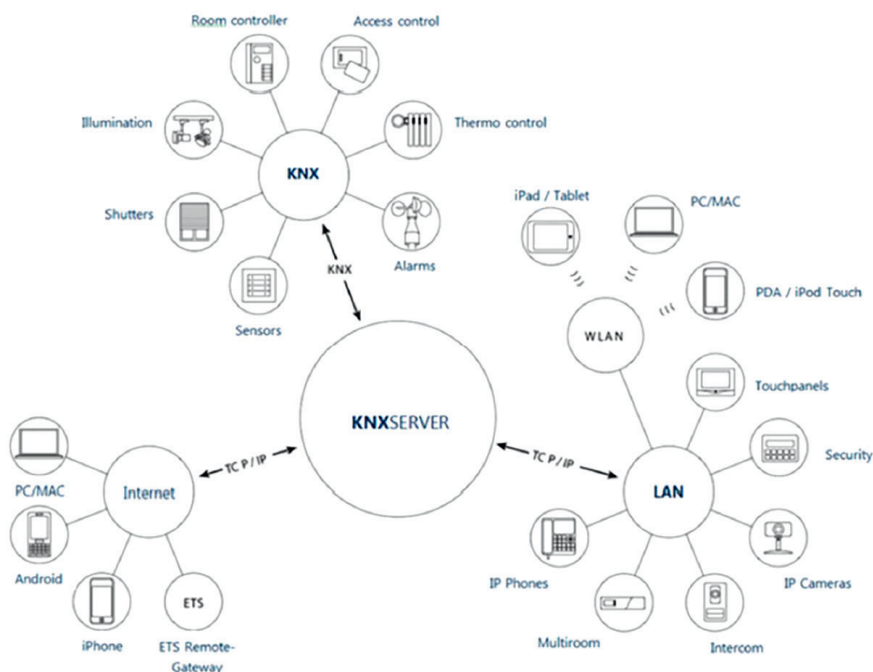 Room controller
Access control
Illumination
Thermo control
KNX
Shutters
Alarms
Sensors
KNX
iPad / Tablet
PC/MAC
PDA / iPod Touch
WLAN
Touchpanels
KNXSERVER
Security
TC P / IP
TC P / IP
PC/MAC
Internet
LAN
Android
IP Phones
IP Cameras
iPhone
ETS
ETS Remote-
Gateway
Multiroom
Intercom